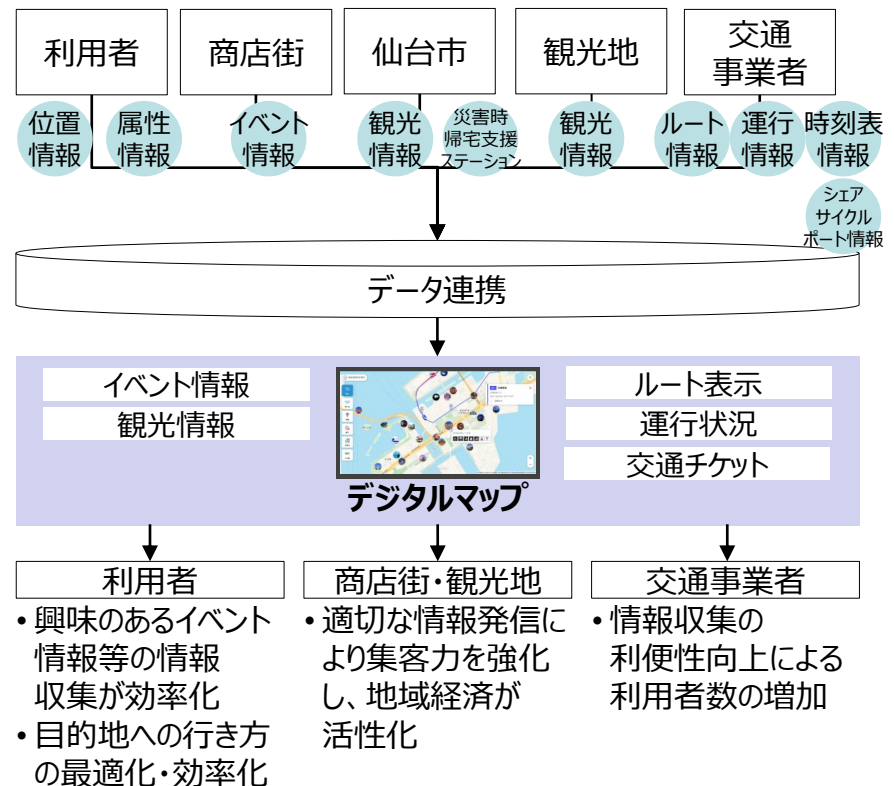 利用者
商店街
仙台市
観光地
交通
事業者
位置
情報
属性
情報
イベント
情報
観光
情報
災害時
帰宅支援
ステーション
観光
情報
ルート
情報
運行
情報
時刻表
情報
シェア
サイクル
ポート情報
データ連携
イベント情報
観光情報
デジタルマップ
ルート表示
運行状況
交通チケット
利用者
• 興味のあるイベント
情報等の情報
収集が効率化
• 目的地への行き方
の最適化・効率化
商店街・観光地
• 適切な情報発信に
より集客力を強化
し、地域経済が
活性化
交通事業者
• 情報収集の
利便性向上による
利用者数の増加